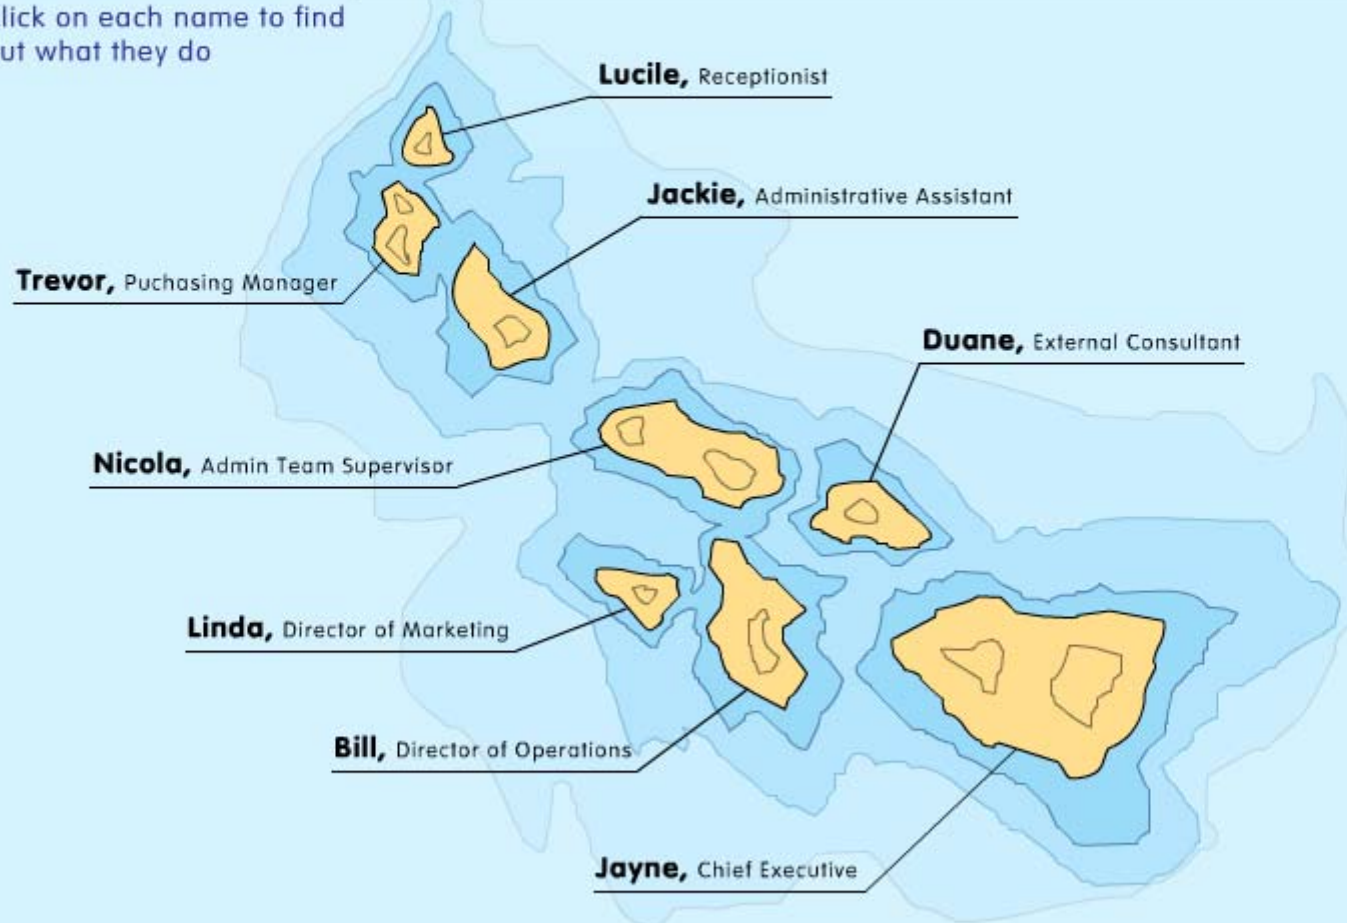 lick on each name to find
ut what they do
Lucile, Receptionist
Jackie, Administrative Assistant
Trevor, Puchasing Manager
Duane, External Consultant
Nicola, Admin Team Supervisor
Linda, Director of Marketing
Bill, Director of Operations
Jayne, Chief Executive